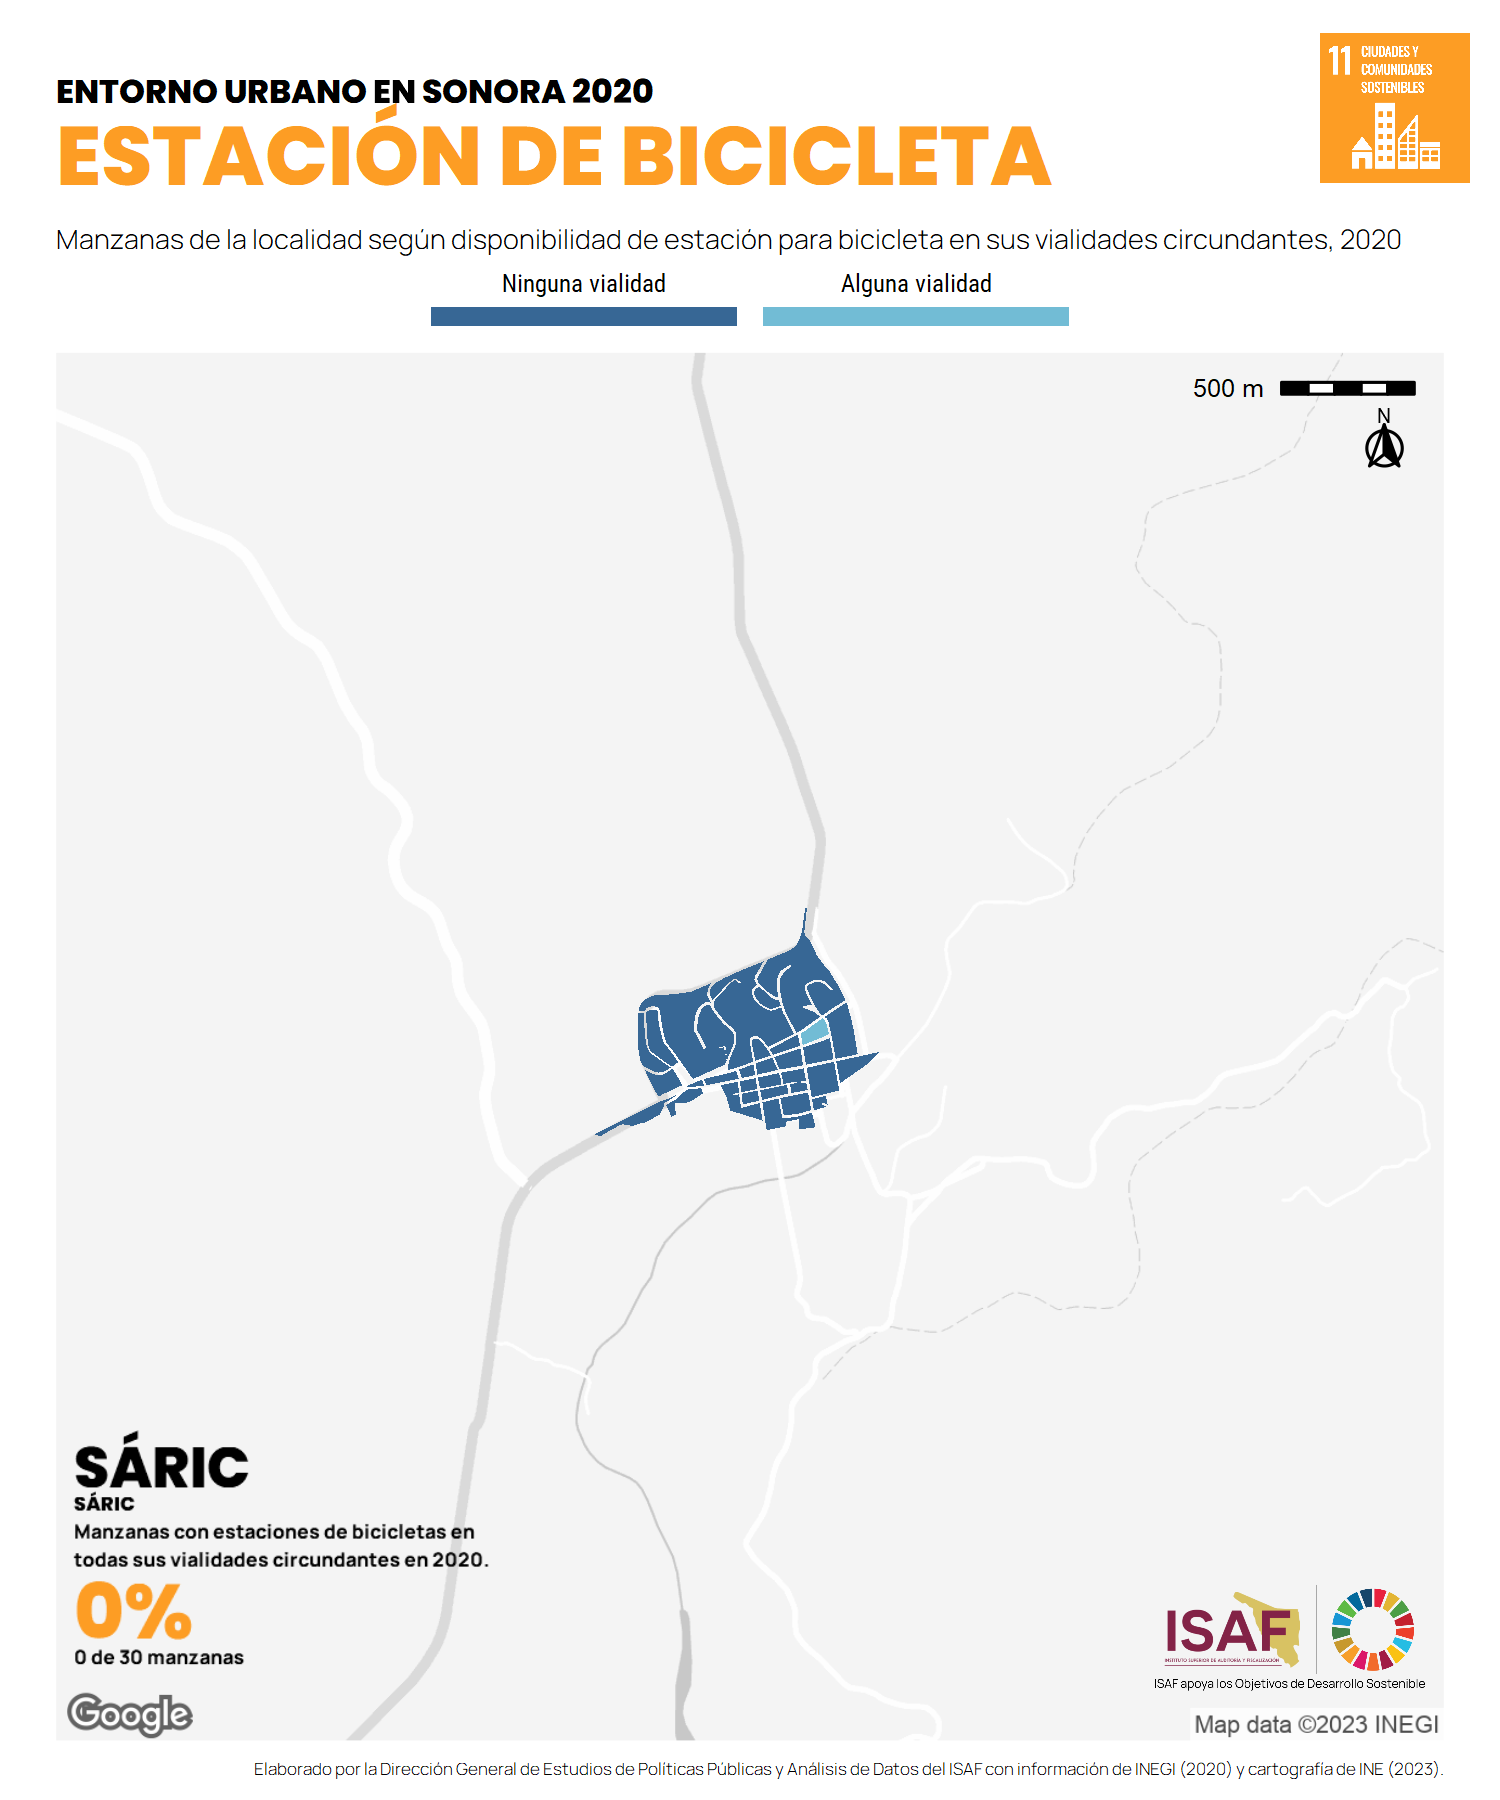 ENTORNO URBANO EN SONORA 2020
ESTACIÓN DE BICICLETA
11 CIUDADES Y
COMUNIDADES
SOSTENIBLES
Manzanas de la localidad según disponibilidad de estación para bicicleta en sus vialidades circundantes, 2020
Ninguna vialidad
Alguna vialidad
500 m
N
SÁRIC
SÁRIC
Manzanas con estaciones de bicicletas en
todas sus vialidades circundantes en 2020.
0%
0 de 30 manzanas
Google
ISAF
INSTITUTO SUPERIOR DE AUDITORÍA Y FISCALIZACIÓN
ISAF apoya los Objetivos de Desarrollo Sostenible
Map data ©2023 INEGI
Elaborado por la Dirección General de Estudios de Políticas Públicas y Análisis de Datos del ISAF con información de INEGI (2020) y cartografía de INE (2023).